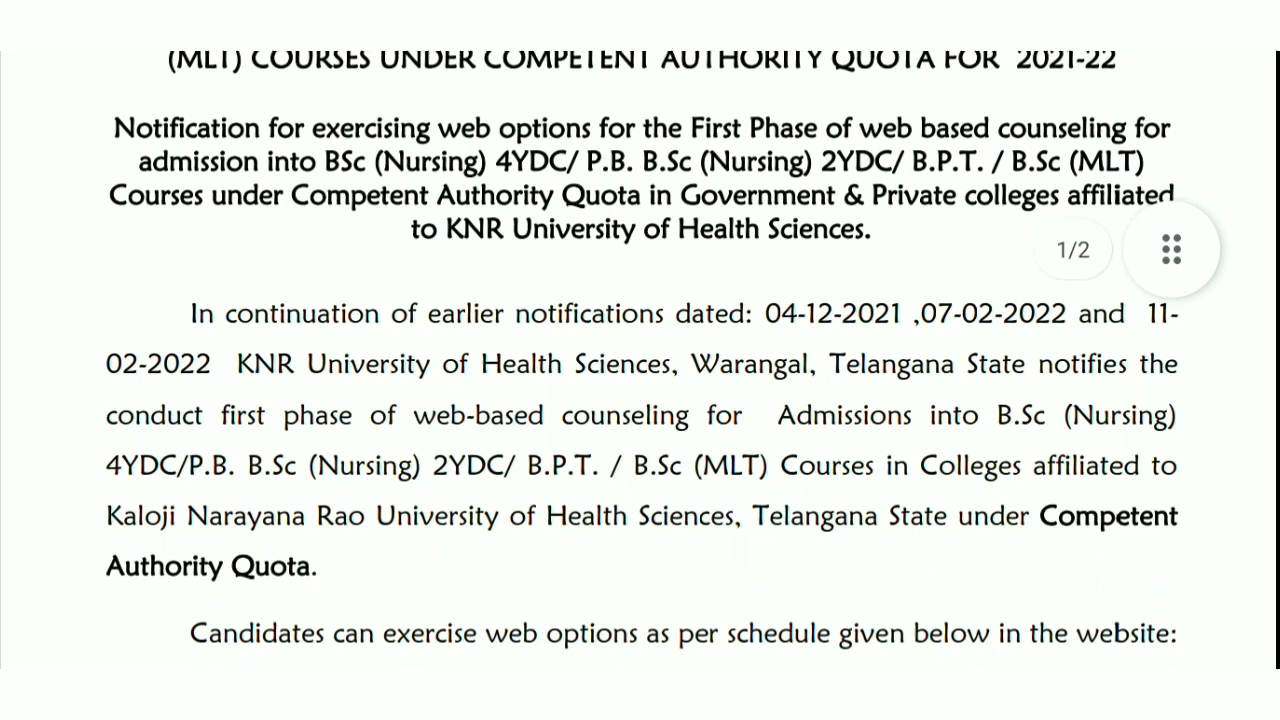 (MLT) COURSES UNDER COMPETENT AUTHORITY QUOTA FOR 2021-22
Notification for exercising web options for the First Phase of web based counseling for
admission into BSc (Nursing) 4YDC/ P.B. B.Sc (Nursing) 2YDC/ B.P.T. / B.Sc (MLT)
Courses under Competent Authority Quota in Government & Private colleges affiliated
to KNR University of Health Sciences.
1/2
In continuation of earlier notifications dated: 04-12-2021 ,07-02-2022 and 11-
02-2022 KNR University of Health Sciences, Warangal, Telangana State notifies the
conduct first phase of web-based counseling for Admissions into B.Sc (Nursing)
4YDC/P.B. B.Sc (Nursing) 2YDC/ B.P.T. / B.Sc (MLT) Courses in Colleges affiliated to
Kaloji Narayana Rao University of Health Sciences, Telangana State under Competent
Authority Quota.
Candidates can exercise web options as per schedule given below in the website: